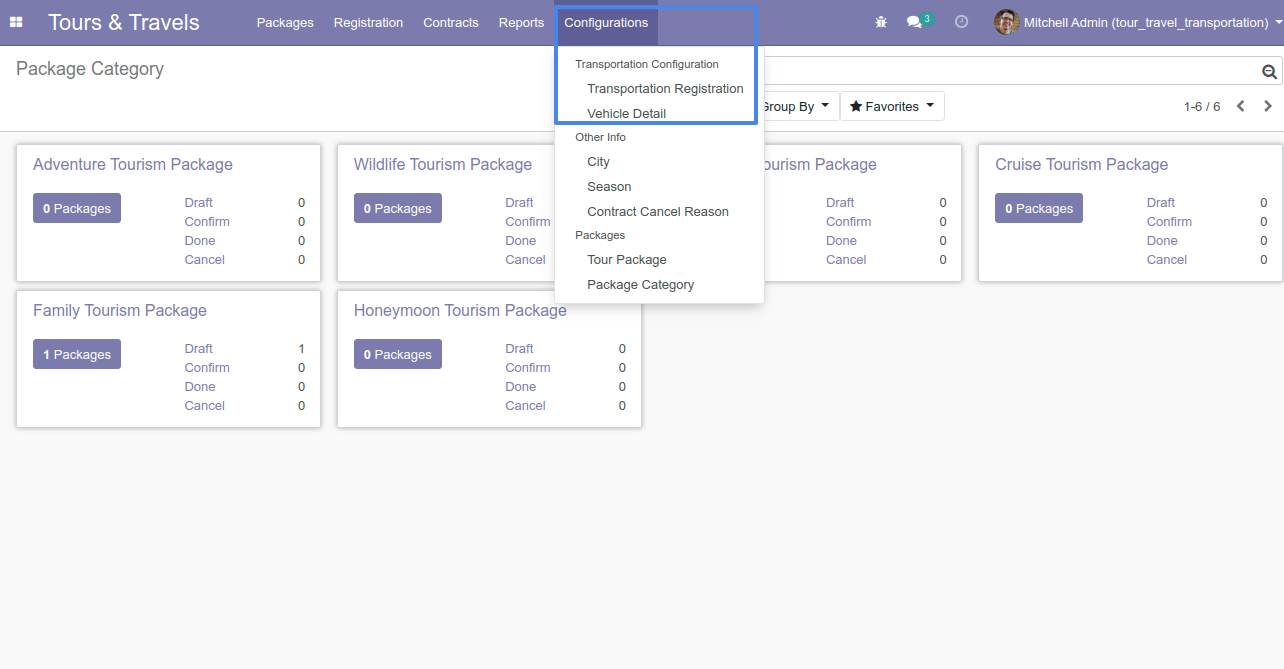 Tours & Travels Packages Registration Contracts Reports Configurations 3 Mitchell Admin (tour_travel_transportation)
Package Category
Transportation Configuration
Transportation Registration
Vehicle Detail
Other Info
City
Season
Contract Cancel Reason
Packages
Tour Package
Package Category
Group By Favorites 1-6 / 6
Adventure Tourism Package
0 Packages
Draft 0
Confirm 0
Done 0
Cancel 0
Wildlife Tourism Package
0 Packages
Draft
Confirm
Done
Cancel
Tourism Package
Draft 0
Confirm 0
Done 0
Cancel 0
Cruise Tourism Package
0 Packages
Draft 0
Confirm 0
Done 0
Cancel 0
Family Tourism Package
1 Packages
Draft 1
Confirm 0
Done 0
Cancel 0
Honeymoon Tourism Package
0 Packages
Draft 0
Confirm 0
Done 0
Cancel 0